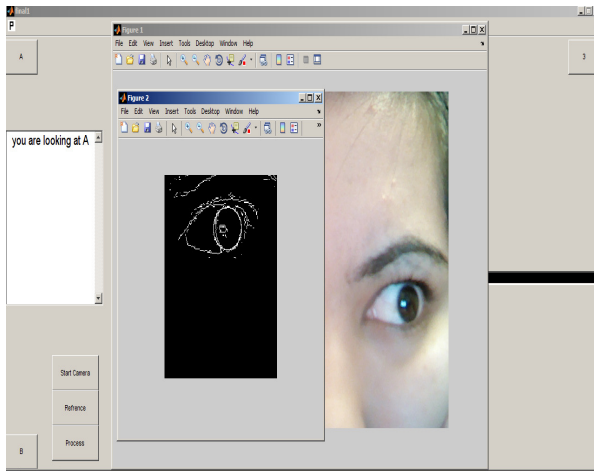 final1
P
A
Figure 1
File Edit View Insert Tools Desktop Window Help
3
Figure 2
File Edit View Insert Tools Desktop Window Help
you are looking at A
Start Camera
Refrence
Process
B